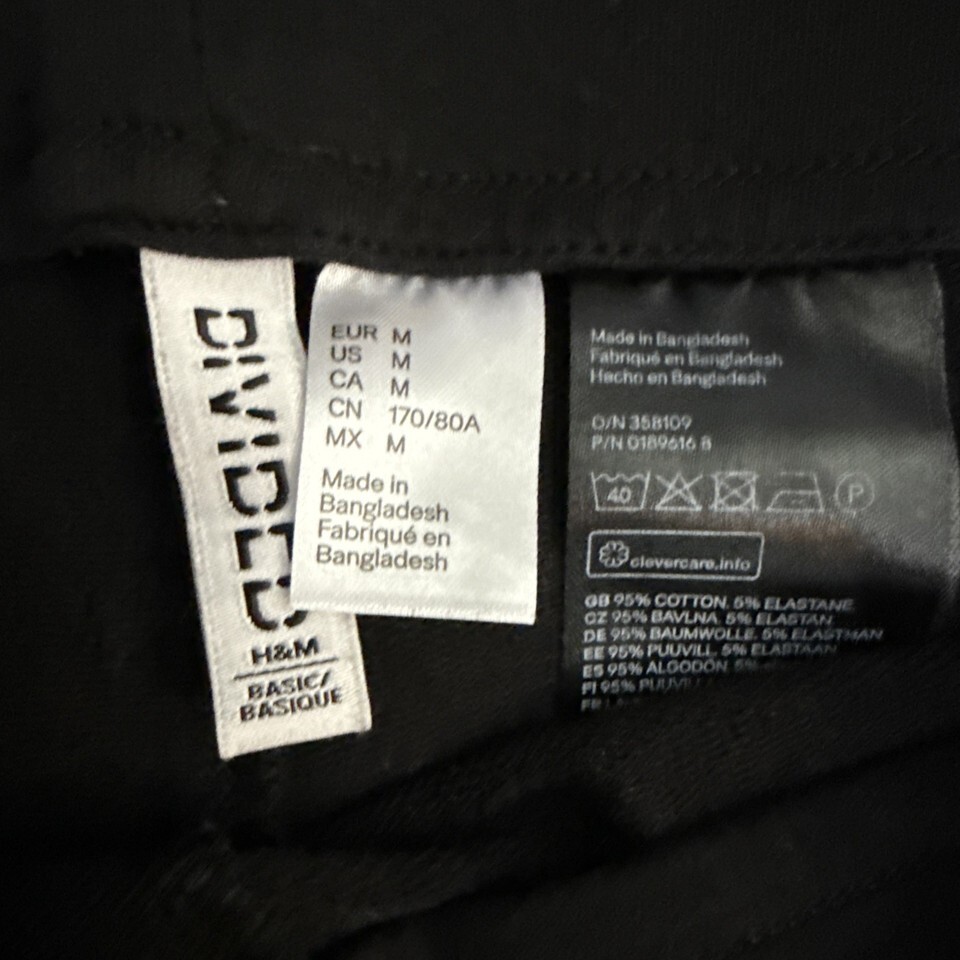 DIVIDED
H&M
BASIC/
BASIQUE
EUR M
US M
CA M
CN 170/80A
MX M
Made in
Bangladesh
Fabriqué en
Bangladesh
Made in Bangladesh
Fabriqué en Bangladesh
Hecho en Bangladesh
O/N 358109
P/N 0189616 8
40
P
clevercare.info
GB 95% COTTON, 5% ELASTANE
CZ 95% BAVLNA, 5% ELASTAN
DE 95% BAUMWOLLE, 5% ELASTHAN
EE 95% PUUVILL, 5% ELASTAAN
ES 95% ALGODÓN, 5%
FI 95%